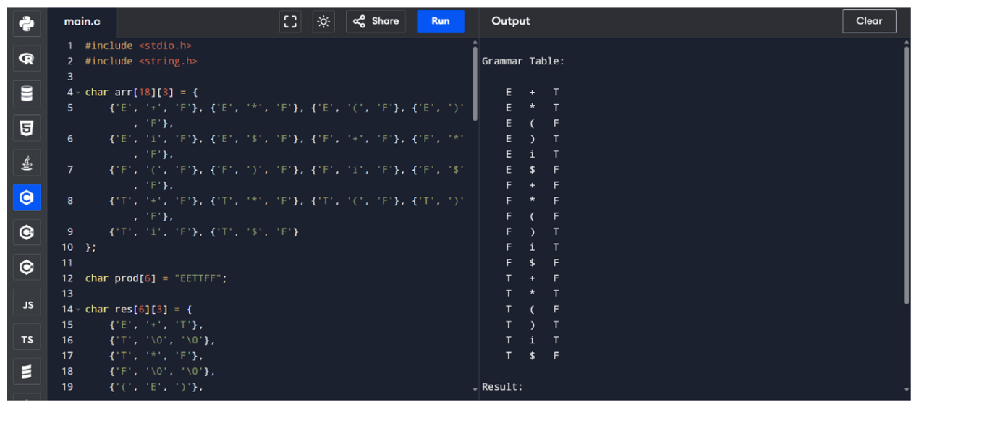 main.c
Share
Run
Output
Clear
1 #include <stdio.h>
2 #include <string.h>
3
4 char arr[18][3] = {
5 {'E', '+', 'F'}, {'E', '*', 'F'}, {'E', '(', 'F'}, {'E', ')'
, 'F'},
6 {'E', 'i', 'F'}, {'E', '$', 'F'}, {'F', '+', 'F'}, {'F', '*'
, 'F'},
7 {'F', '(', 'F'}, {'F', ')', 'F'}, {'F', 'i', 'F'}, {'F', '$'
, 'F'},
8 {'T', '+', 'F'}, {'T', '*', 'F'}, {'T', '(', 'F'}, {'T', ')'
, 'F'},
9 {'T', 'i', 'F'}, {'T', '$', 'F'}
10 };
11
12 char prod[6] = "EETTFF";
13
14 char res[6][3] = {
15 {'E', '+', 'T'},
16 {'T', '\0', '\0'},
17 {'T', '*', 'F'},
18 {'F', '\0', '\0'},
19 {'(', 'E', ')'},
Grammar Table:
E + T
E * T
E ( F
E ) T
E i T
E $ F
F + F
F * F
F ( F
F ) T
F i T
F $ F
T + F
T * T
T ( F
T ) T
T i T
T $ F
Result:
R
5
C
C
C
JS
TS